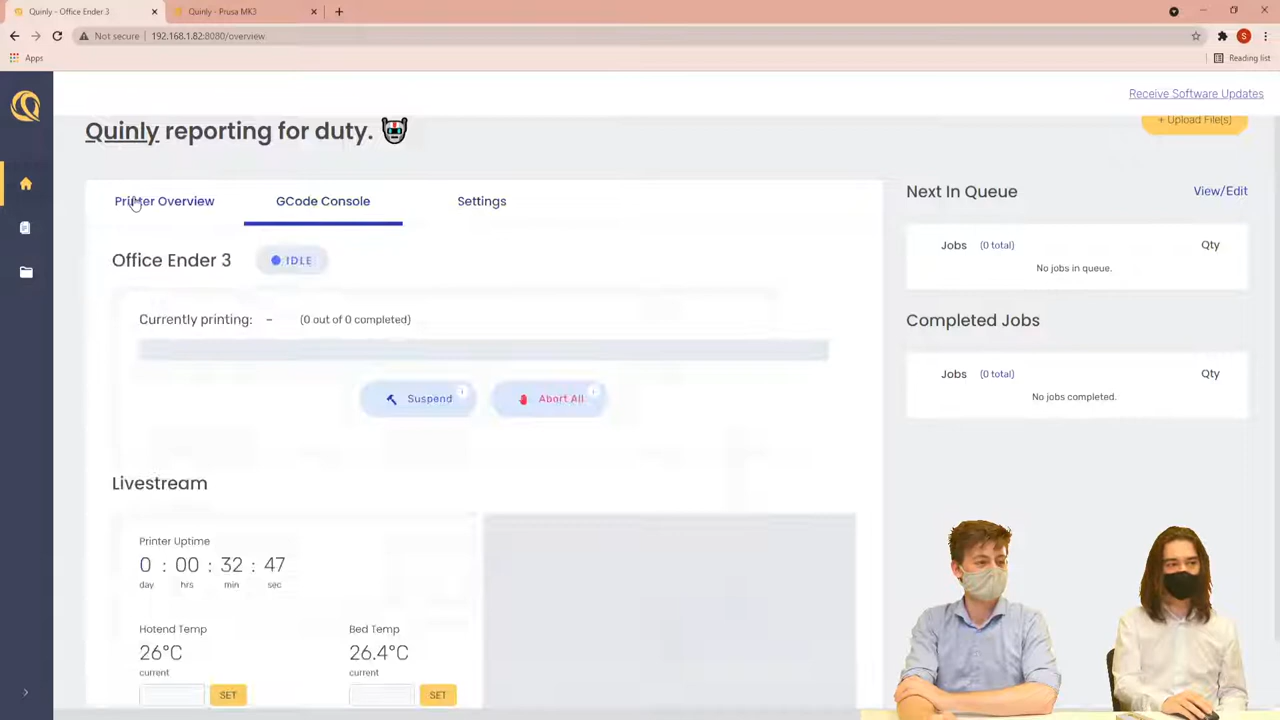 Quinly - Office Ender 3
Quinly - Prusa MK3
Not secure 192.168.1.82:8080/overview
S
Apps
Reading list
Receive Software Updates
Quinly reporting for duty.
+ Upload File(s)
Printer Overview GCode Console Settings
Office Ender 3 IDLE
Currently printing: - (0 out of 0 completed)
Suspend Abort All
Livestream
Printer Uptime
0 : 00 : 32 : 47
day hrs min sec
Hotend Temp Bed Temp
26°C 26.4°C
current current
SET SET
Next In Queue View/Edit
Jobs (0 total) Qty
No jobs in queue.
Completed Jobs
Jobs (0 total) Qty
No jobs completed.